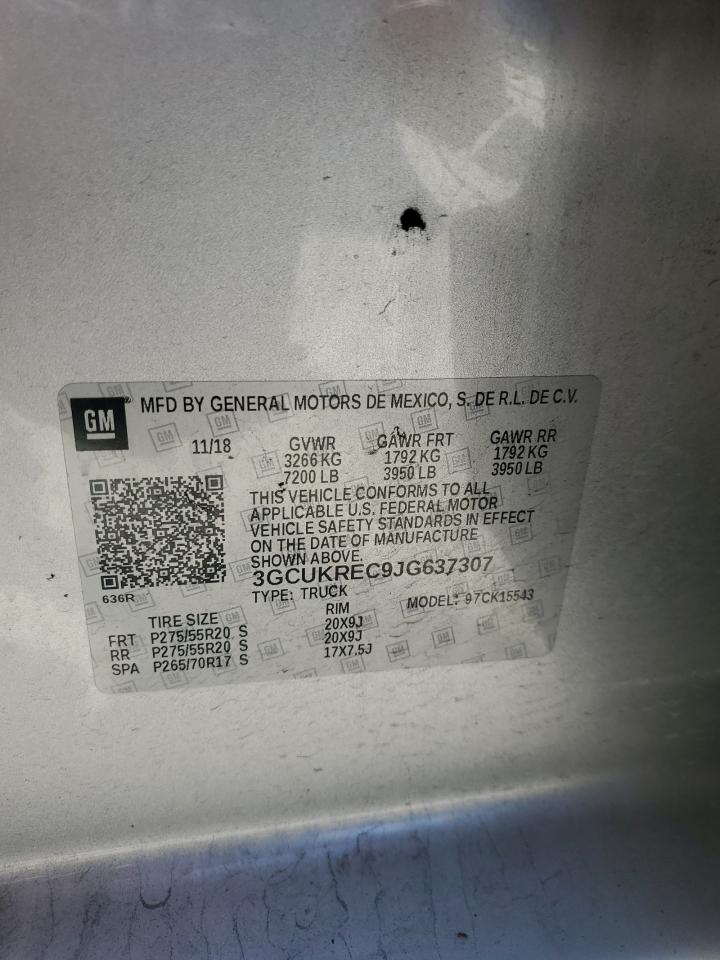 GM MFD BY GENERAL MOTORS DE MEXICO, S. DE R.L. DE C.V.
11/18 GVWR GAWR FRT GAWR RR
3266 KG 1792 KG 1792 KG
7200 LB 3950 LB 3950 LB
THIS VEHICLE CONFORMS TO ALL
APPLICABLE U.S. FEDERAL MOTOR
VEHICLE SAFETY STANDARDS IN EFFECT
ON THE DATE OF MANUFACTURE
SHOWN ABOVE.
3GCUKREC9JG637307
636R TYPE: TRUCK MODEL: 97CK15543
TIRE SIZE RIM
FRT P275/55R20 S 20X9J
RR P275/55R20 S 20X9J
SPA P265/70R17 S 17X7.5J